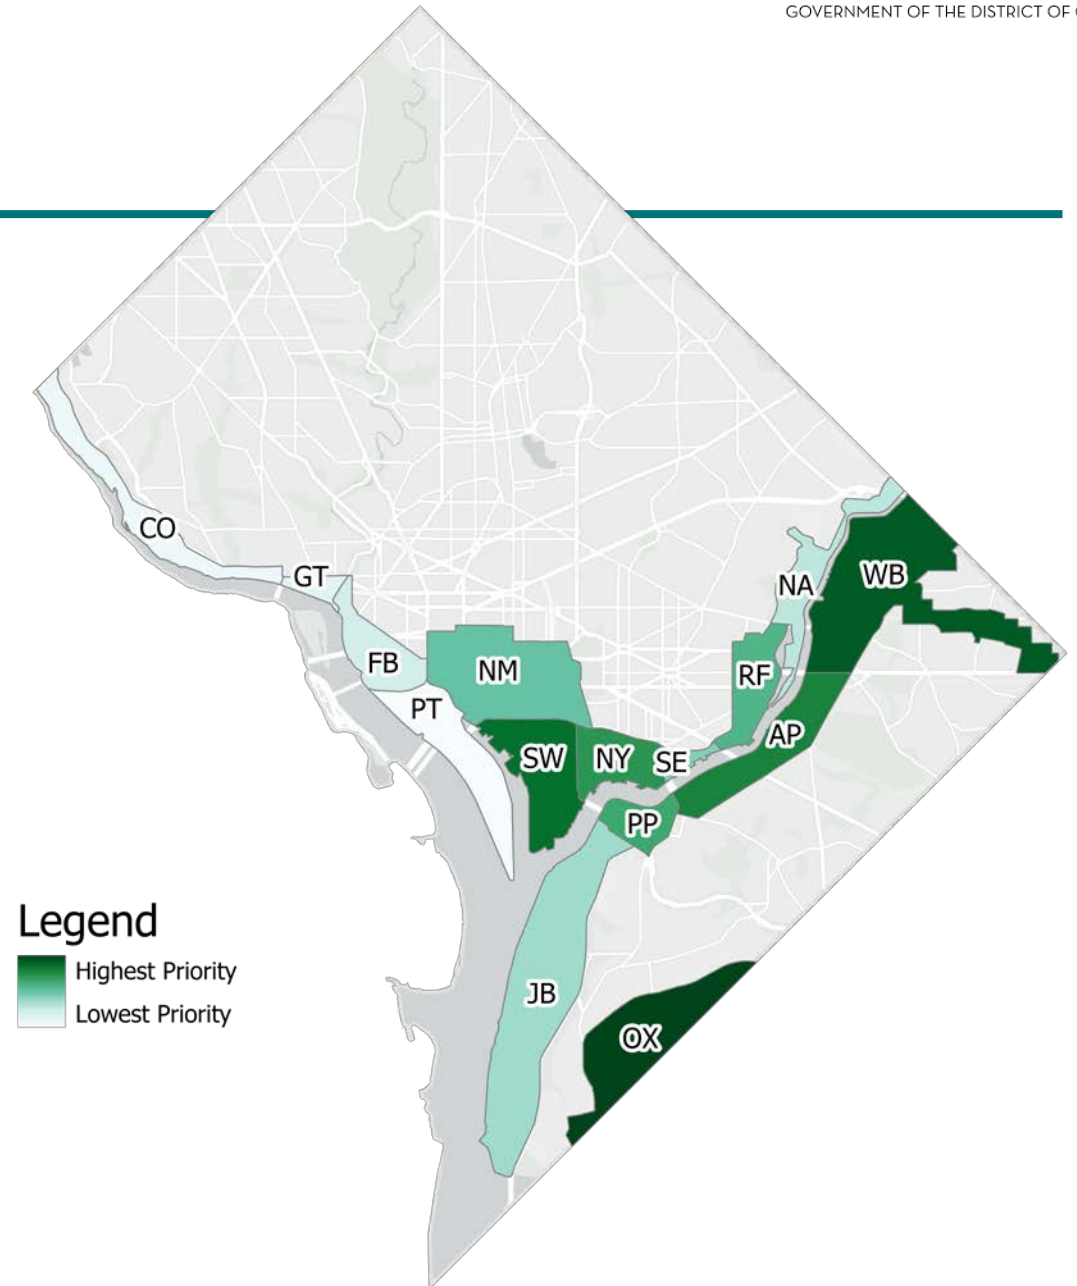 GOVERNMENT OF THE DISTRICT OF
CO
GT
NA
WB
FB
NM
RF
PT
AP
SW
NY
SE
PP
Legend
Highest Priority
Lowest Priority
JB
OX